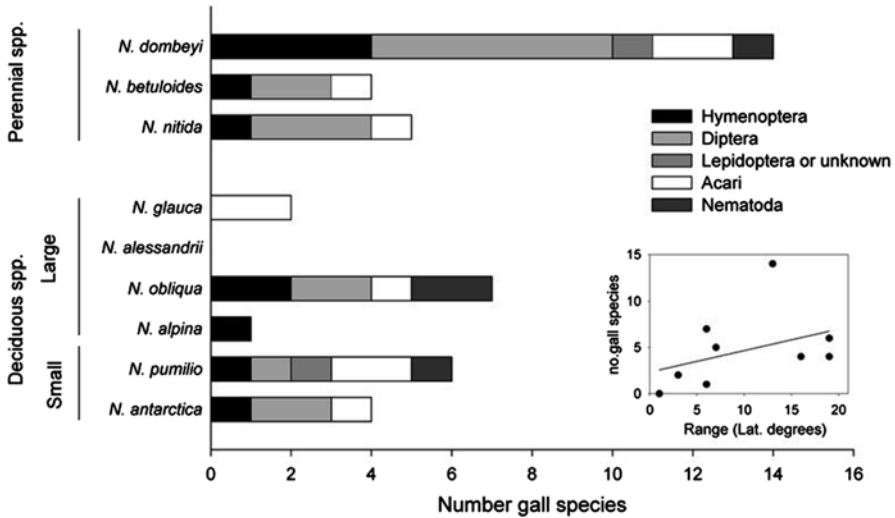 Perennial spp.
N. dombeyi
N. betuloides
N. nitida
Deciduous spp.
Large
N. glauca
N. alessandrii
N. obliqua
N. alpina
Small
N. pumilio
N. antarctica
0 2 4 6 8 10 12 14 16
Number gall species
Hymenoptera
Diptera
Lepidoptera or unknown
Acari
Nematoda
no.gall species
15
10
5
0
0 5 10 15 20
Range (Lat. degrees)